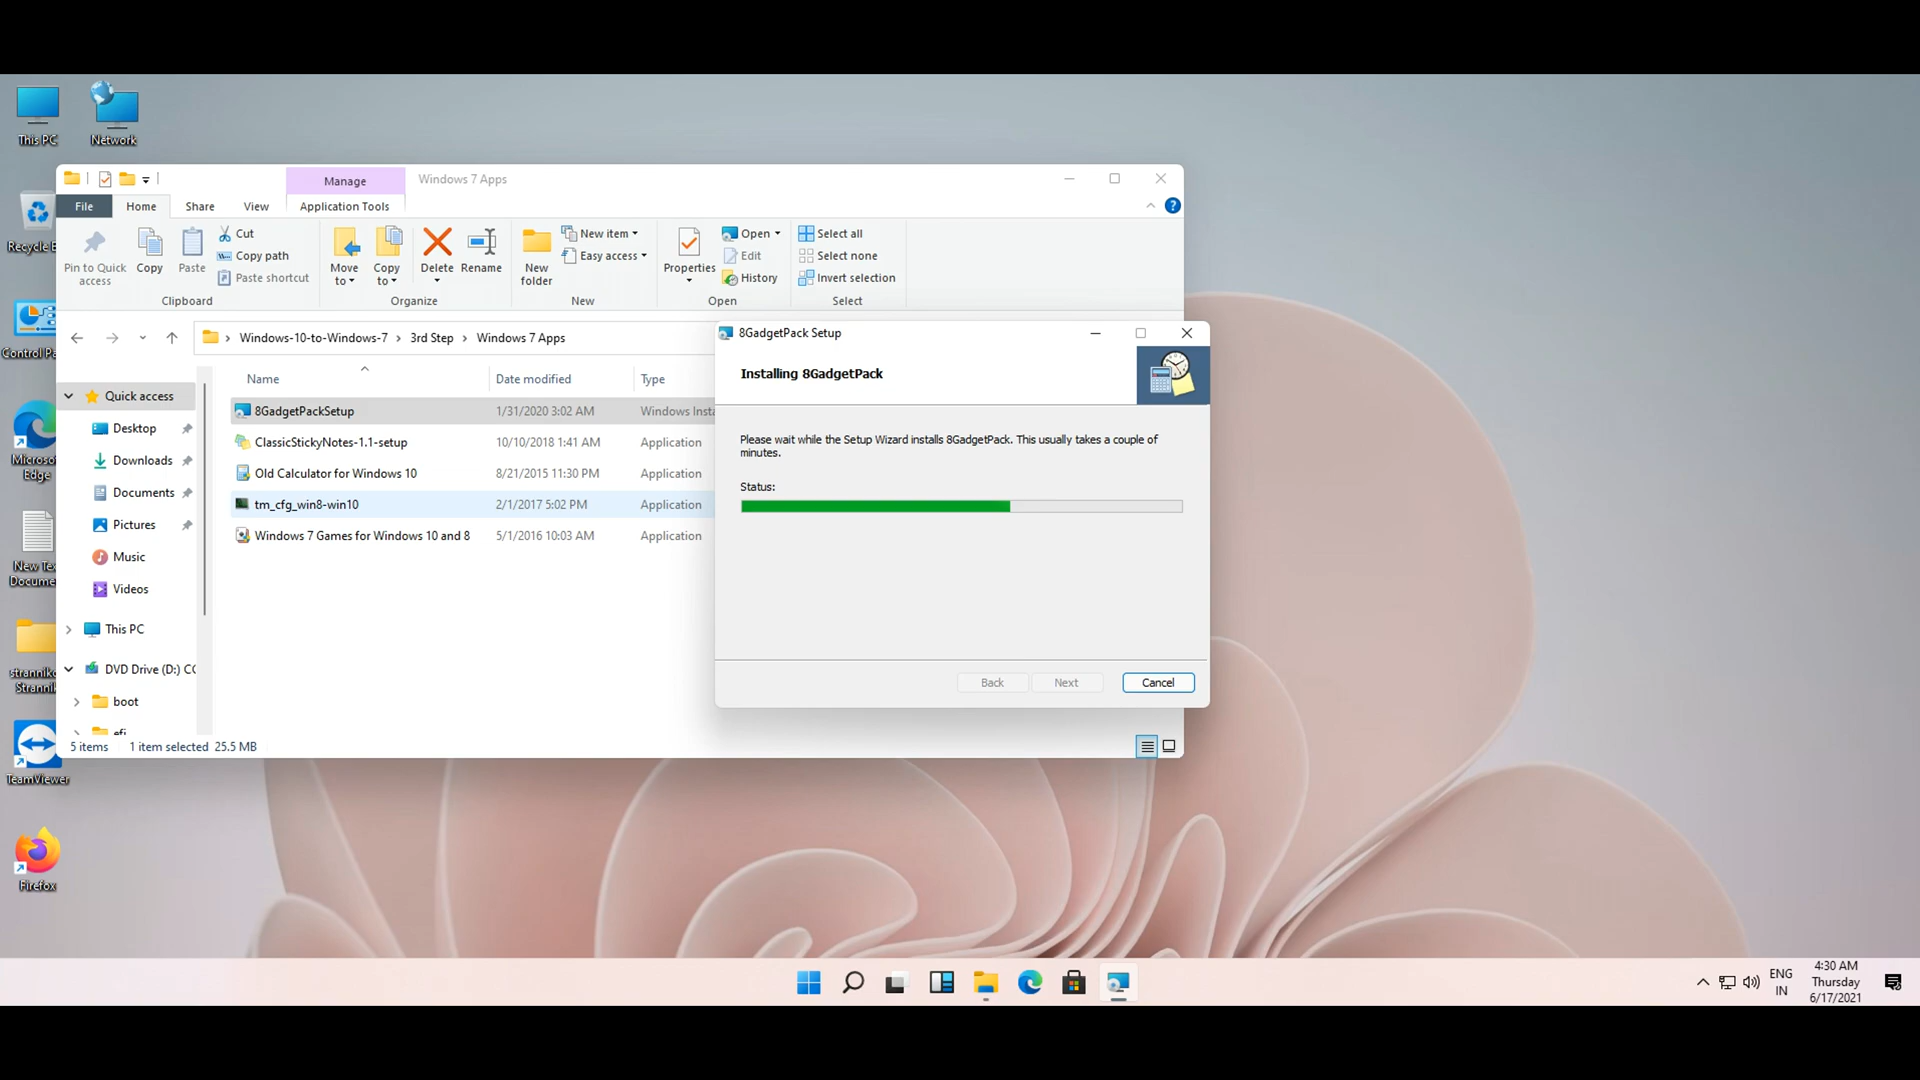 This PC
Network
Recycle B
Control Pa
Microso
Edge
New Te
Docume
strannik
Strannik
TeamViewer
Firefox
Manage
Windows 7 Apps
File
Home
Share
View
Application Tools
Pin to Quick
access
Copy
Paste
Cut
Copy path
Paste shortcut
Clipboard
Move
to
Copy
to
Delete
Rename
Organize
New
folder
New item
Easy access
New
Properties
Open
Edit
History
Open
Select all
Select none
Invert selection
Select
Windows-10-to-Windows-7 › 3rd Step › Windows 7 Apps
Name
Date modified
Type
8GadgetPackSetup 1/31/2020 3:02 AM Windows Insta
ClassicStickyNotes-1.1-setup 10/10/2018 1:41 AM Application
Old Calculator for Windows 10 8/21/2015 11:30 PM Application
tm_cfg_win8-win10 2/1/2017 5:02 PM Application
Windows 7 Games for Windows 10 and 8 5/1/2016 10:03 AM Application
Quick access
Desktop
Downloads
Documents
Pictures
Music
Videos
This PC
DVD Drive (D:) CC
boot
efi
5 items 1 item selected 25.5 MB
8GadgetPack Setup
Installing 8GadgetPack
Please wait while the Setup Wizard installs 8GadgetPack. This usually takes a couple of
minutes.
Status:
Back
Next
Cancel
ENG
IN
4:30 AM
Thursday
6/17/2021